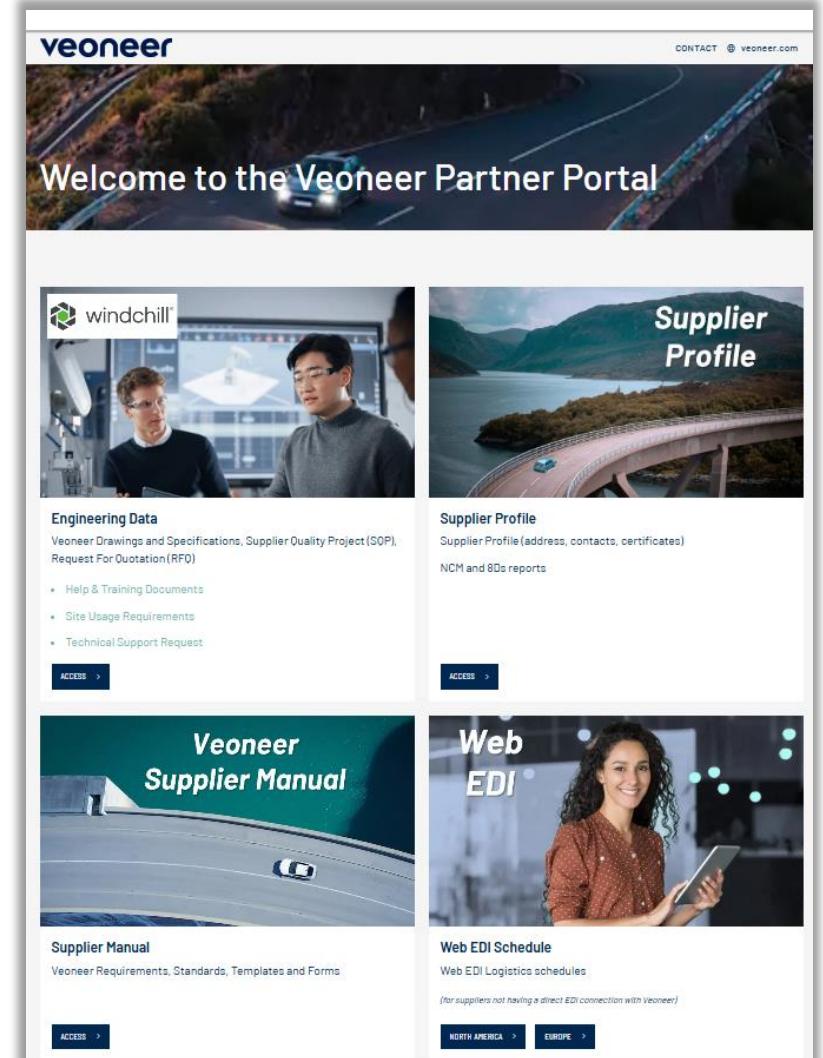 veoneer
CONTACT veoneer.com
Welcome to the Veoneer Partner Portal
windchill
Supplier
Profile
Engineering Data
Veoneer Drawings and Specifications, Supplier Quality Project (SQP),
Request For Quotation (RFQ)
• Help & Training Documents
• Site Usage Requirements
• Technical Support Request
ACCESS >
Supplier Profile
Supplier Profile (address, contacts, certificates)
NCM and 8Ds reports
ACCESS >
Veoneer
Supplier Manual
Web
EDI
Supplier Manual
Veoneer Requirements, Standards, Templates and Forms
ACCESS >
Web EDI Schedule
Web EDI Logistics schedules
(for suppliers not having a direct EDI connection with Veoneer)
NORTH AMERICA > EUROPE >